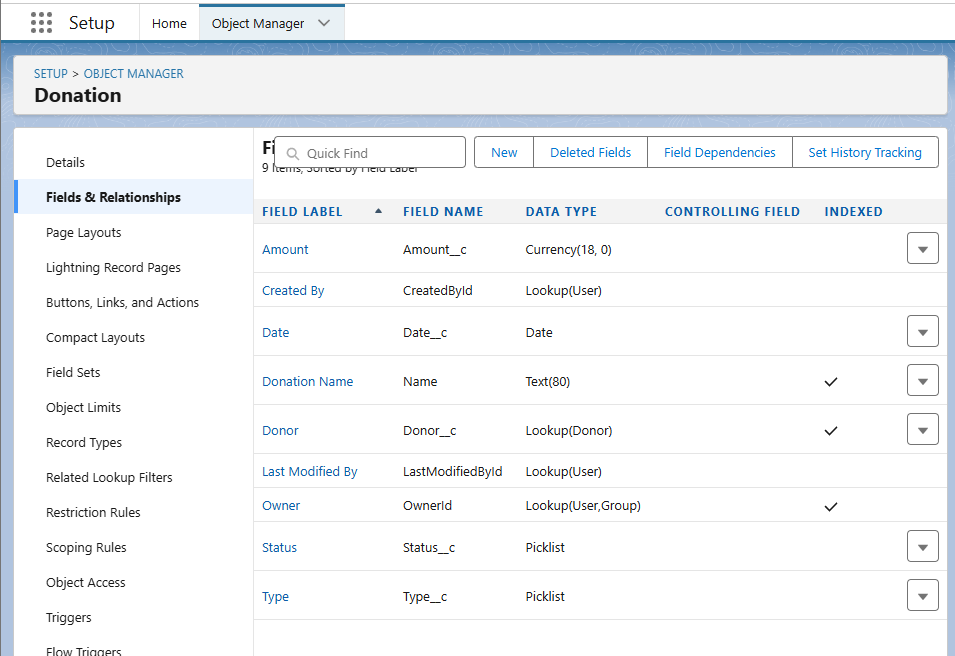 Setup Home Object Manager
SETUP > OBJECT MANAGER
Donation
Details
Fields & Relationships
Page Layouts
Lightning Record Pages
Buttons, Links, and Actions
Compact Layouts
Field Sets
Object Limits
Record Types
Related Lookup Filters
Restriction Rules
Scoping Rules
Object Access
Triggers
Flow Triggers
Quick Find New Deleted Fields Field Dependencies Set History Tracking
9 Items, Sorted by Field Label
FIELD LABEL FIELD NAME DATA TYPE CONTROLLING FIELD INDEXED
Amount Amount__c Currency(18, 0)
Created By CreatedById Lookup(User)
Date Date__c Date
Donation Name Name Text(80)
Donor Donor__c Lookup(Donor)
Last Modified By LastModifiedById Lookup(User)
Owner OwnerId Lookup(User,Group)
Status Status__c Picklist
Type Type__c Picklist